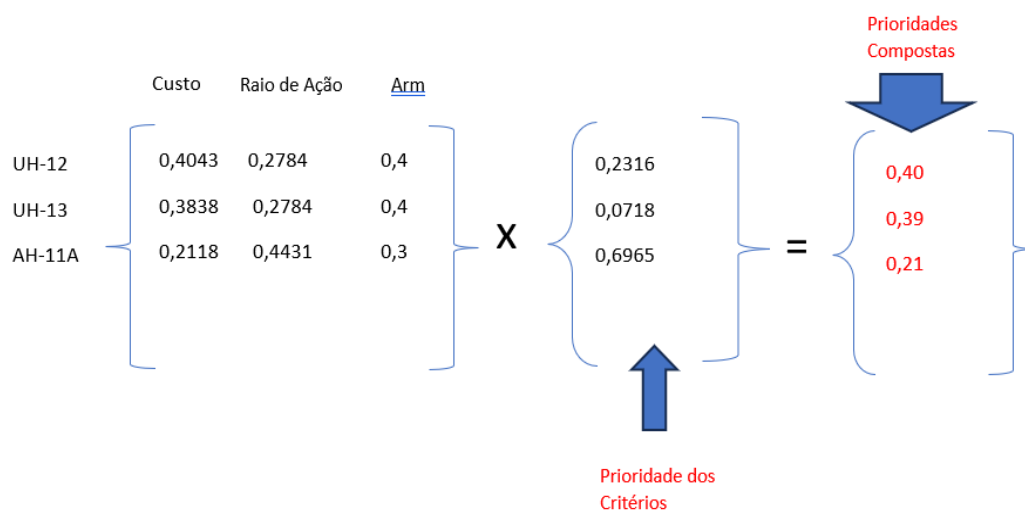 Prioridades
Compostas
Custo Raio de Ação Arm
UH-12 0,4043 0,2784 0,4 0,2316 0,40
UH-13 0,3838 0,2784 0,4 0,0718 0,39
X =
AH-11A 0,2118 0,4431 0,3 0,6965 0,21
Prioridade dos
Critérios